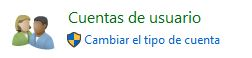 Cuentas de usuario
Cambiar el tipo de cuenta